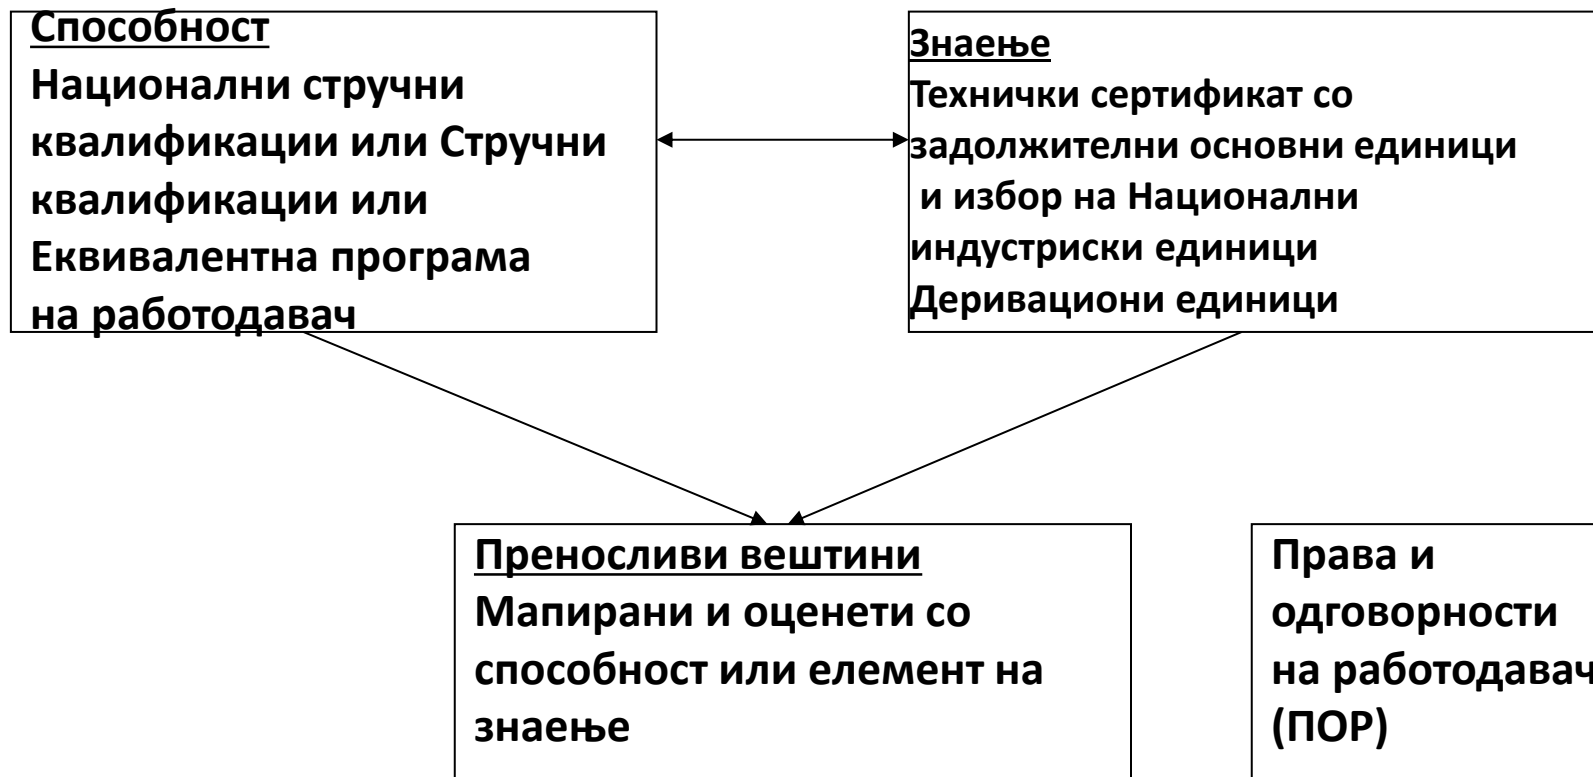 Способност
Национални стручни
квалификации или Стручни
квалификации или
Еквивалентна програма
на работодавач
Знаење
Технички сертификат со
задолжителни основни единици
и избор на Национални
индустриски единици
Деривациони единици
Преносливи вештини
Мапирани и оценети со
способност или елемент на
знаење
Права и
одговорности
на работодавач
(ПОР)